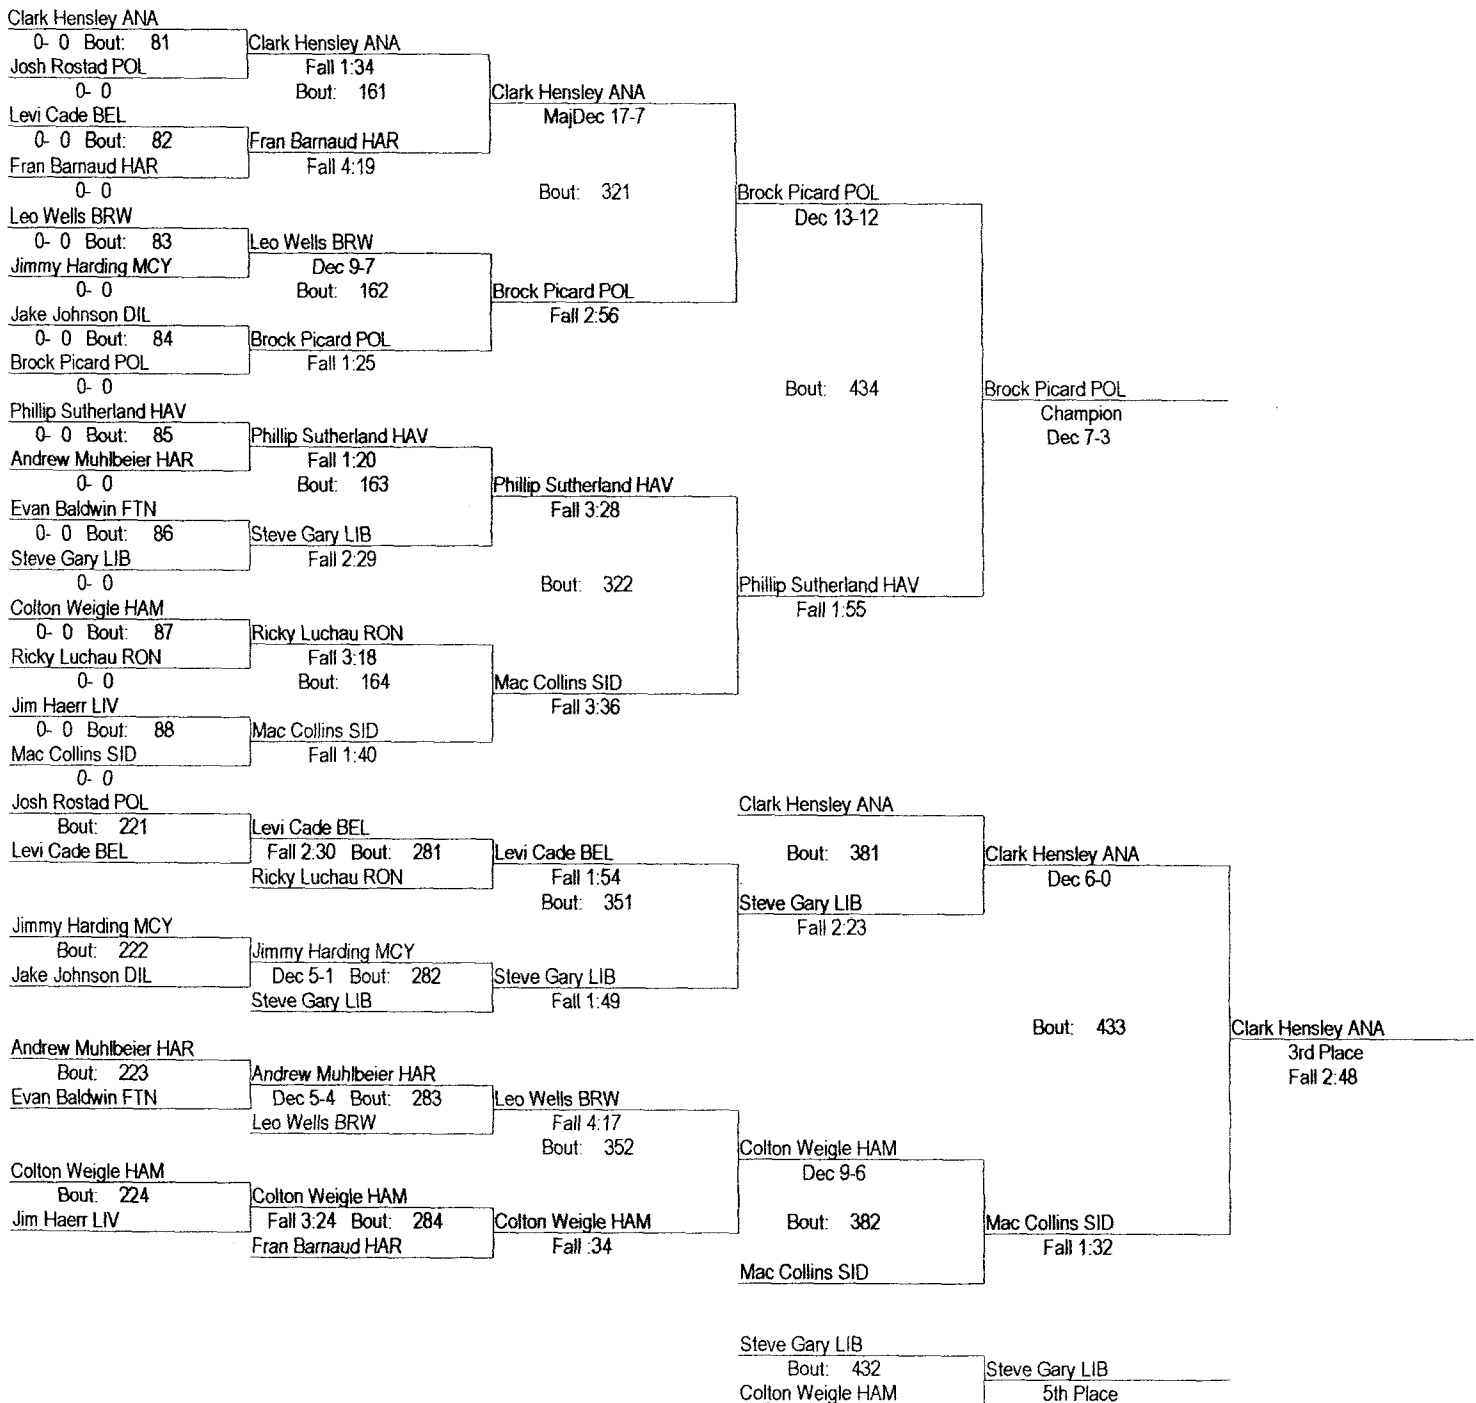 Clark Hensley ANA
0- 0 Bout: 81
Josh Rostad POL
0- 0
Levi Cade BEL
0- 0 Bout: 82
Fran Barnaud HAR
0- 0
Leo Wells BRW
0- 0 Bout: 83
Jimmy Harding MCY
0- 0
Jake Johnson DIL
0- 0 Bout: 84
Brock Picard POL
0- 0
Phillip Sutherland HAV
0- 0 Bout: 85
Andrew Muhlbeier HAR
0- 0
Evan Baldwin FTN
0- 0 Bout: 86
Steve Gary LIB
0- 0
Colton Weigle HAM
0- 0 Bout: 87
Ricky Luchau RON
0- 0
Jim Haerr LIV
0- 0 Bout: 88
Mac Collins SID
0- 0
Clark Hensley ANA
Fall 1:34
Bout: 161
Fran Barnaud HAR
Fall 4:19
Leo Wells BRW
Dec 9-7
Bout: 162
Brock Picard POL
Fall 1:25
Phillip Sutherland HAV
Fall 1:20
Bout: 163
Steve Gary LIB
Fall 2:29
Ricky Luchau RON
Fall 3:18
Bout: 164
Mac Collins SID
Fall 1:40
Clark Hensley ANA
MajDec 17-7
Bout: 321
Brock Picard POL
Fall 2:56
Phillip Sutherland HAV
Fall 3:28
Bout: 322
Mac Collins SID
Fall 3:36
Brock Picard POL
Dec 13-12
Bout: 434
Phillip Sutherland HAV
Fall 1:55
Brock Picard POL
Champion
Dec 7-3
Josh Rostad POL
Bout: 221
Levi Cade BEL
Jimmy Harding MCY
Bout: 222
Jake Johnson DIL
Andrew Muhlbeier HAR
Bout: 223
Evan Baldwin FTN
Colton Weigle HAM
Bout: 224
Jim Haerr LIV
Levi Cade BEL
Fall 2:30 Bout: 281
Ricky Luchau RON
Jimmy Harding MCY
Dec 5-1 Bout: 282
Steve Gary LIB
Andrew Muhlbeier HAR
Dec 5-4 Bout: 283
Leo Wells BRW
Colton Weigle HAM
Fall 3:24 Bout: 284
Fran Barnaud HAR
Levi Cade BEL
Fall 1:54
Bout: 351
Steve Gary LIB
Fall 1:49
Leo Wells BRW
Fall 4:17
Bout: 352
Colton Weigle HAM
Fall :34
Clark Hensley ANA
Bout: 381
Steve Gary LIB
Fall 2:23
Colton Weigle HAM
Dec 9-6
Bout: 382
Mac Collins SID
Clark Hensley ANA
Dec 6-0
Bout: 433
Mac Collins SID
Fall 1:32
Clark Hensley ANA
3rd Place
Fall 2:48
Steve Gary LIB
Bout: 432
Colton Weigle HAM
Steve Gary LIB
5th Place